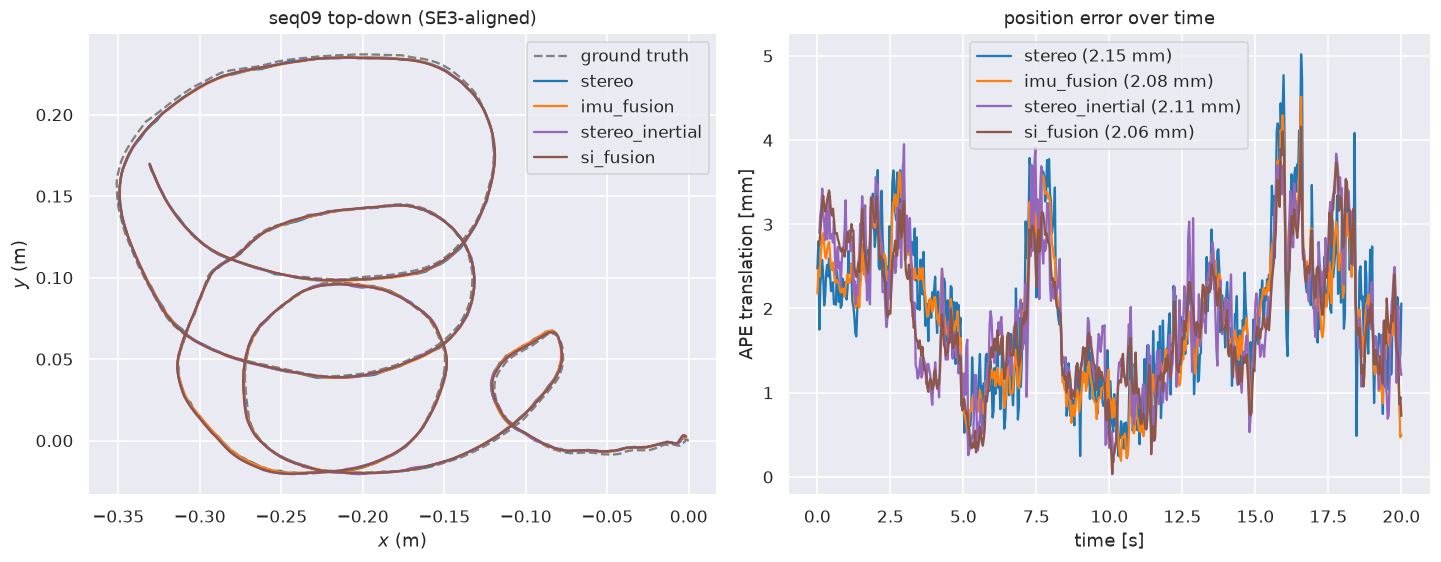 seq09 top-down (SE3-aligned)
ground truth
stereo
imu_fusion
stereo_inertial
si_fusion
0.20
0.15
0.10
0.05
0.00
y (m)
−0.35 −0.30 −0.25 −0.20 −0.15 −0.10 −0.05 0.00
x (m)
position error over time
stereo (2.15 mm)
imu_fusion (2.08 mm)
stereo_inertial (2.11 mm)
si_fusion (2.06 mm)
5
4
3
2
1
0
APE translation [mm]
0.0 2.5 5.0 7.5 10.0 12.5 15.0 17.5 20.0
time [s]